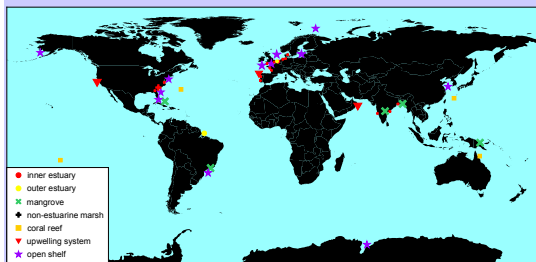 inner estuary
outer estuary
mangrove
non-estuarine marsh
coral reef
upwelling system
open shelf